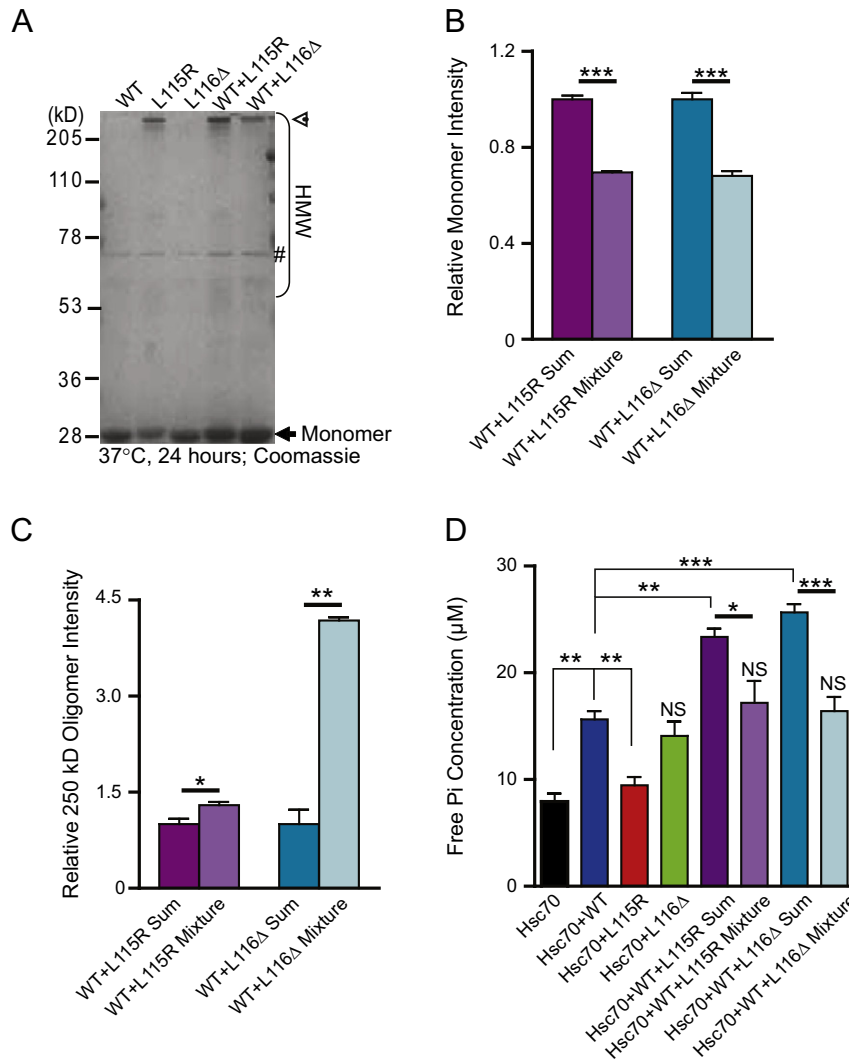 A
WT
L115R
L116Δ
WT+L115R
WT+L116Δ
(kD)
205
110
78
53
36
28
HMW
#
Monomer
37°C, 24 hours; Coomassie
B
Relative Monomer Intensity
1.2
0.8
0.4
0
***
***
WT+L115R Sum
WT+L115R Mixture
WT+L116Δ Sum
WT+L116Δ Mixture
C
Relative 250 kD Oligomer Intensity
4.5
3.0
1.5
0
*
**
WT+L115R Sum
WT+L115R Mixture
WT+L116Δ Sum
WT+L116Δ Mixture
D
Free Pi Concentration (µM)
30
20
10
0
***
**
***
*
** **
NS
NS
NS
Hsc70
Hsc70+WT
Hsc70+L115R
Hsc70+L116Δ
Hsc70+WT+L115R Sum
Hsc70+WT+L115R Mixture
Hsc70+WT+L116Δ Sum
Hsc70+WT+L116Δ Mixture